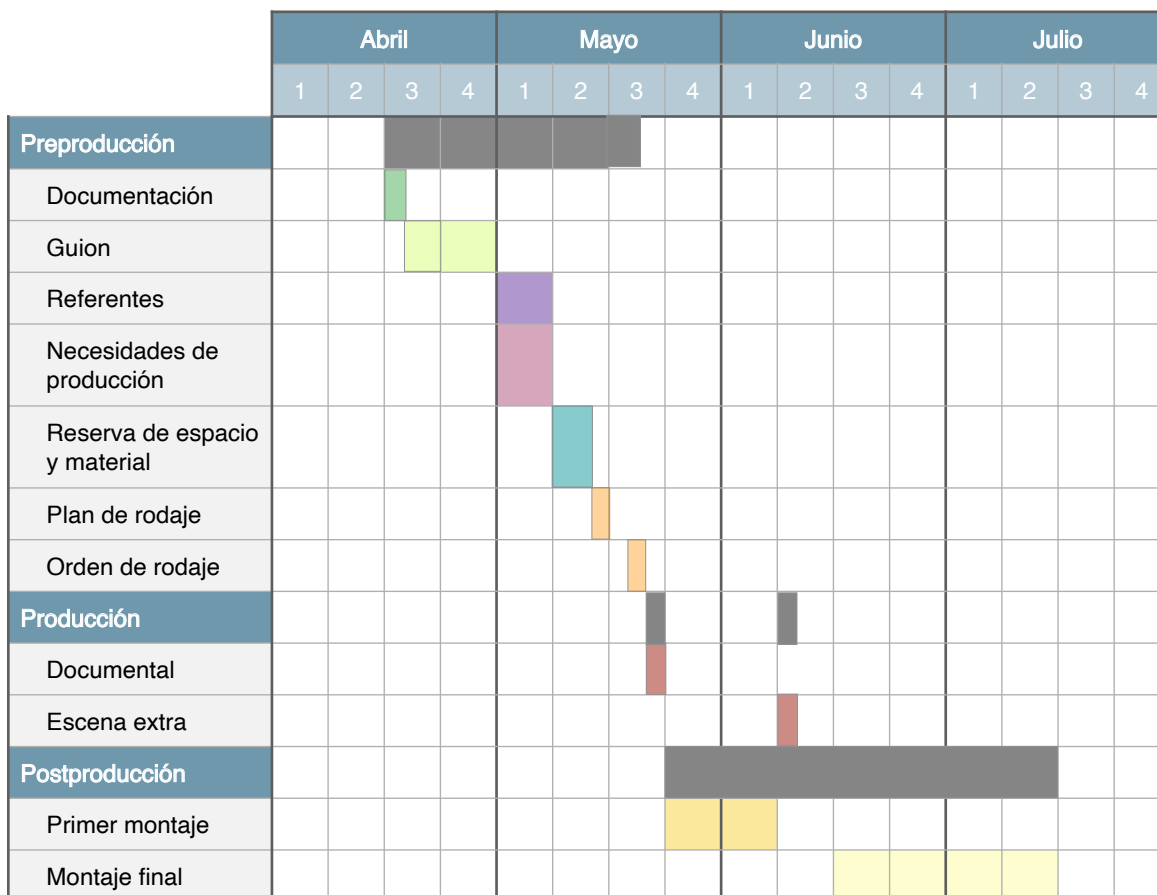 Abril Mayo Junio Julio
1 2 3 4 1 2 3 4 1 2 3 4 1 2 3 4
Preproducción
Documentación
Guion
Referentes
Necesidades de
producción
Reserva de espacio
y material
Plan de rodaje
Orden de rodaje
Producción
Documental
Escena extra
Postproducción
Primer montaje
Montaje final